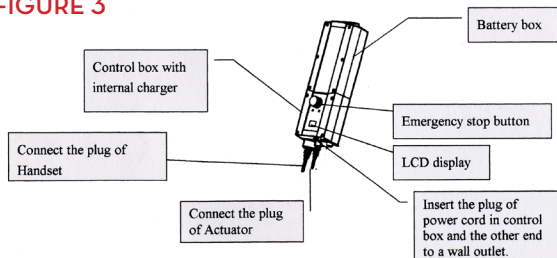 FIGURE 3
Battery box
Control box with
internal charger
Emergency stop button
Connect the plug of
Handset
LCD display
Connect the plug
of Actuator
Insert the plug of
power cord in control
box and the other end
to a wall outlet.